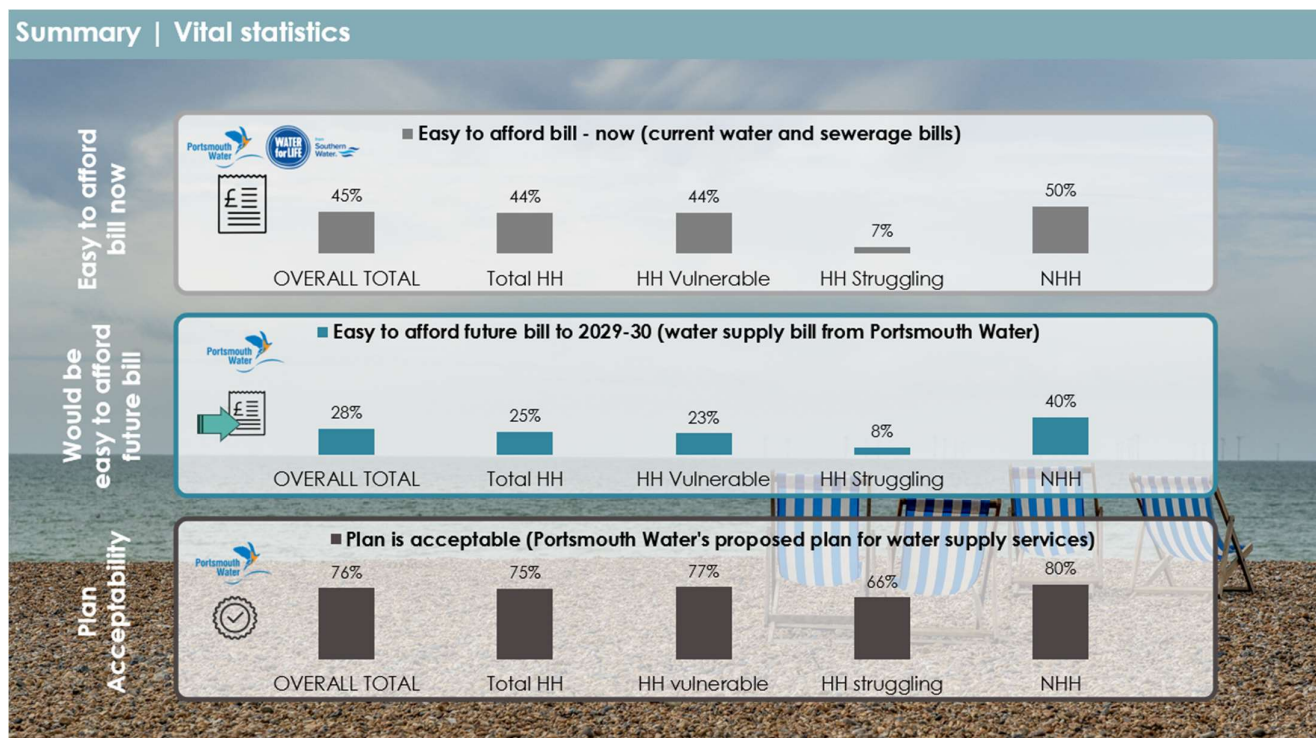 Summary | Vital statistics
Easy to afford
bill now
Portsmouth
Water
WATER
for LIFE
from
Southern
Water.
■ Easy to afford bill - now (current water and sewerage bills)
£
45%
44%
44%
7%
50%
OVERALL TOTAL
Total HH
HH Vulnerable
HH Struggling
NHH
Would be
easy to afford
future bill
Portsmouth
Water
■ Easy to afford future bill to 2029-30 (water supply bill from Portsmouth Water)
£
28%
25%
23%
8%
40%
OVERALL TOTAL
Total HH
HH Vulnerable
HH Struggling
NHH
Plan
Acceptability
Portsmouth
Water
■ Plan is acceptable (Portsmouth Water's proposed plan for water supply services)
76%
75%
77%
66%
80%
OVERALL TOTAL
Total HH
HH vulnerable
HH struggling
NHH